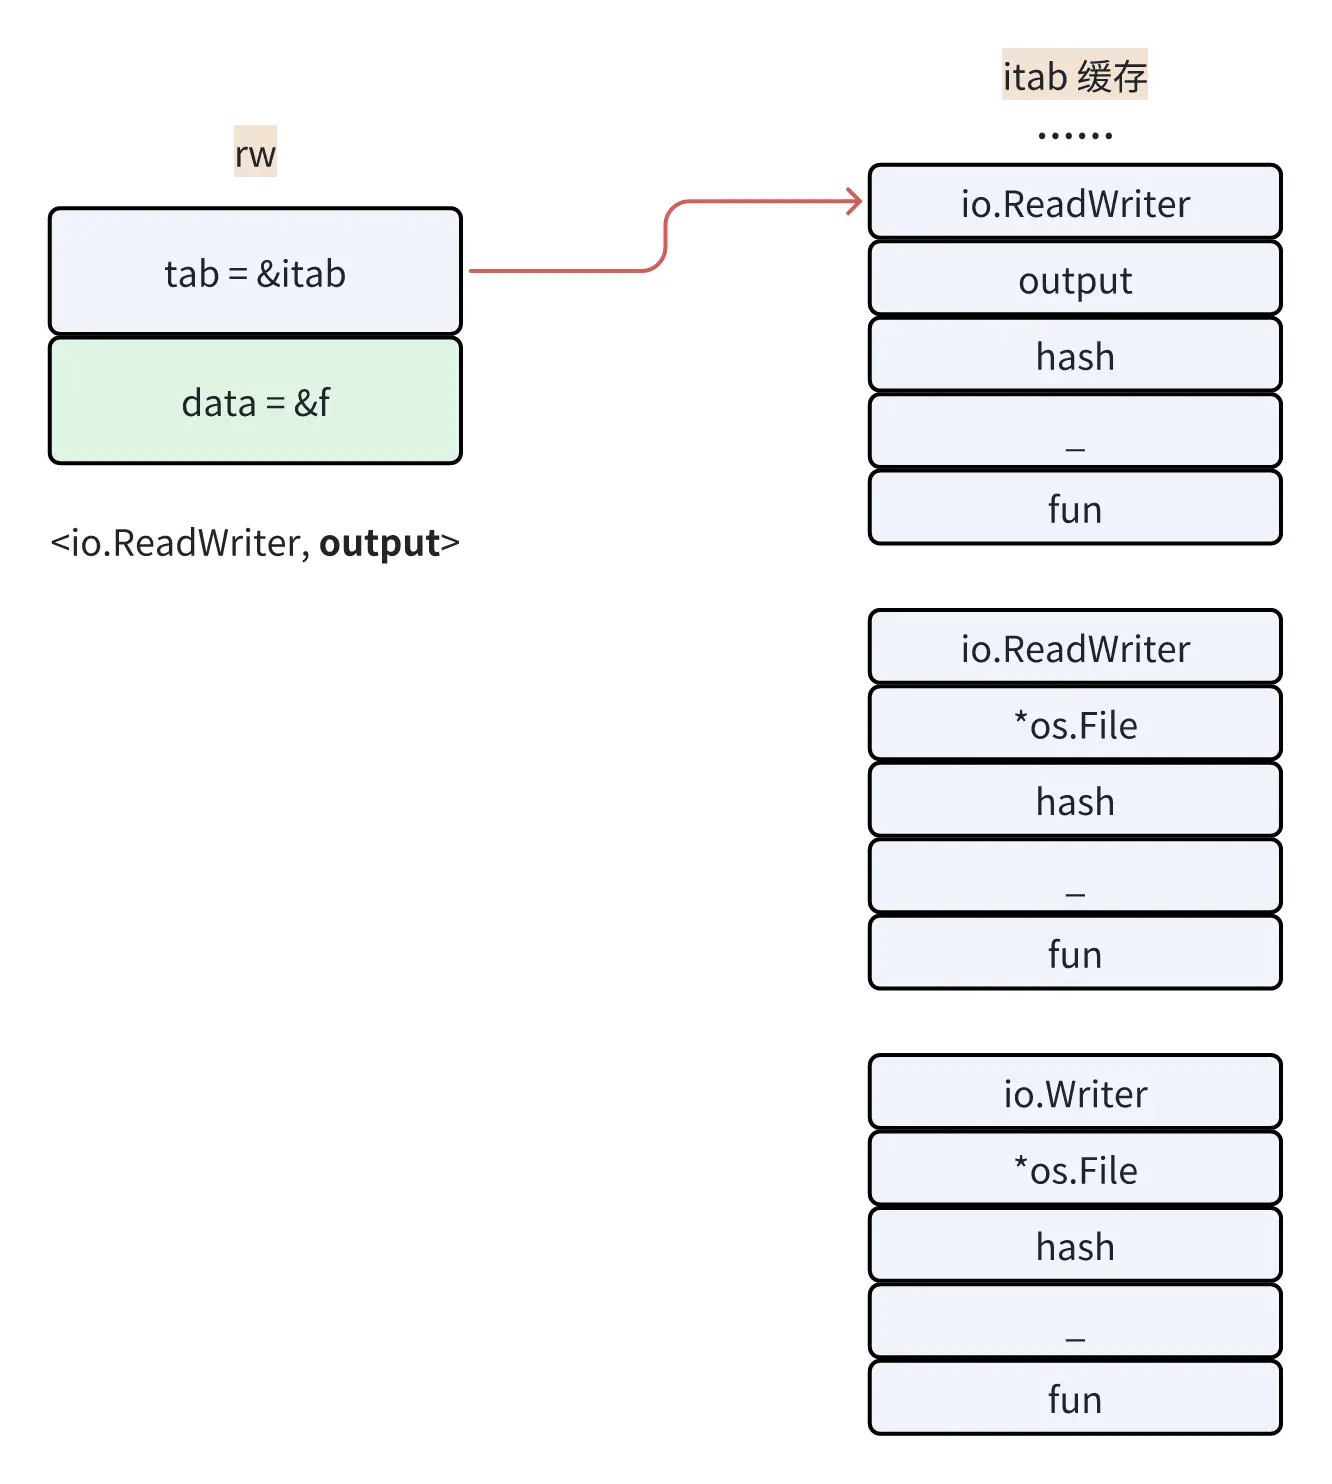 rw
tab = &itab
data = &f
<io.ReadWriter, output>
itab 缓存
······
io.ReadWriter
output
hash
_
fun
io.ReadWriter
*os.File
hash
_
fun
io.Writer
*os.File
hash
_
fun